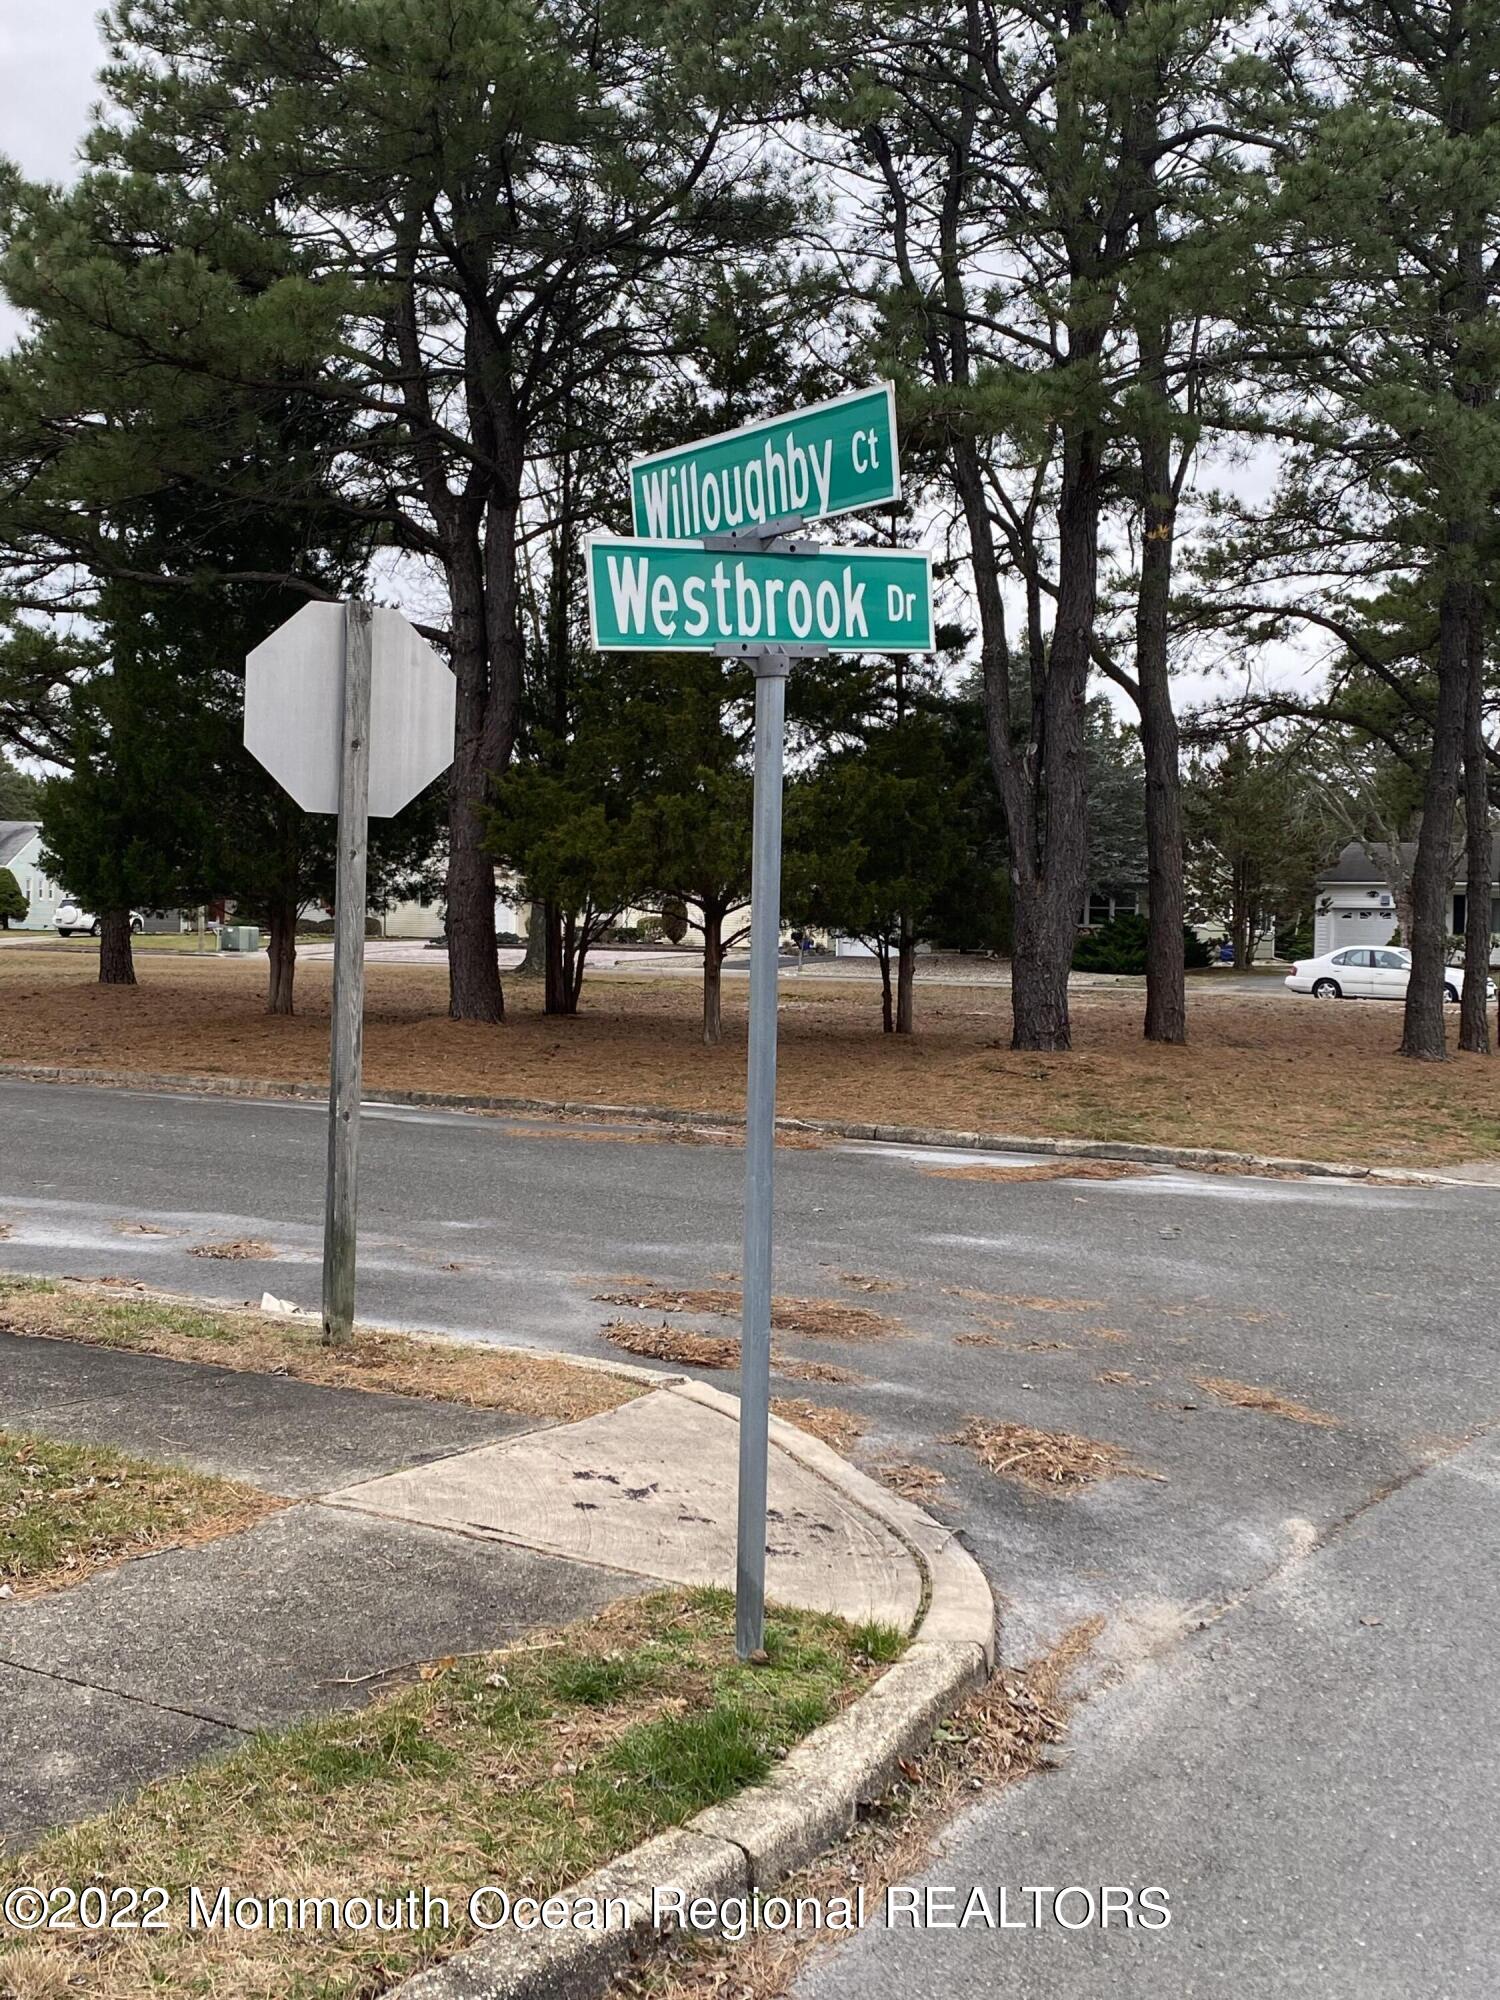 Willoughby Ct
Westbrook Dr
©2022 Monmouth Ocean Regional REALTORS